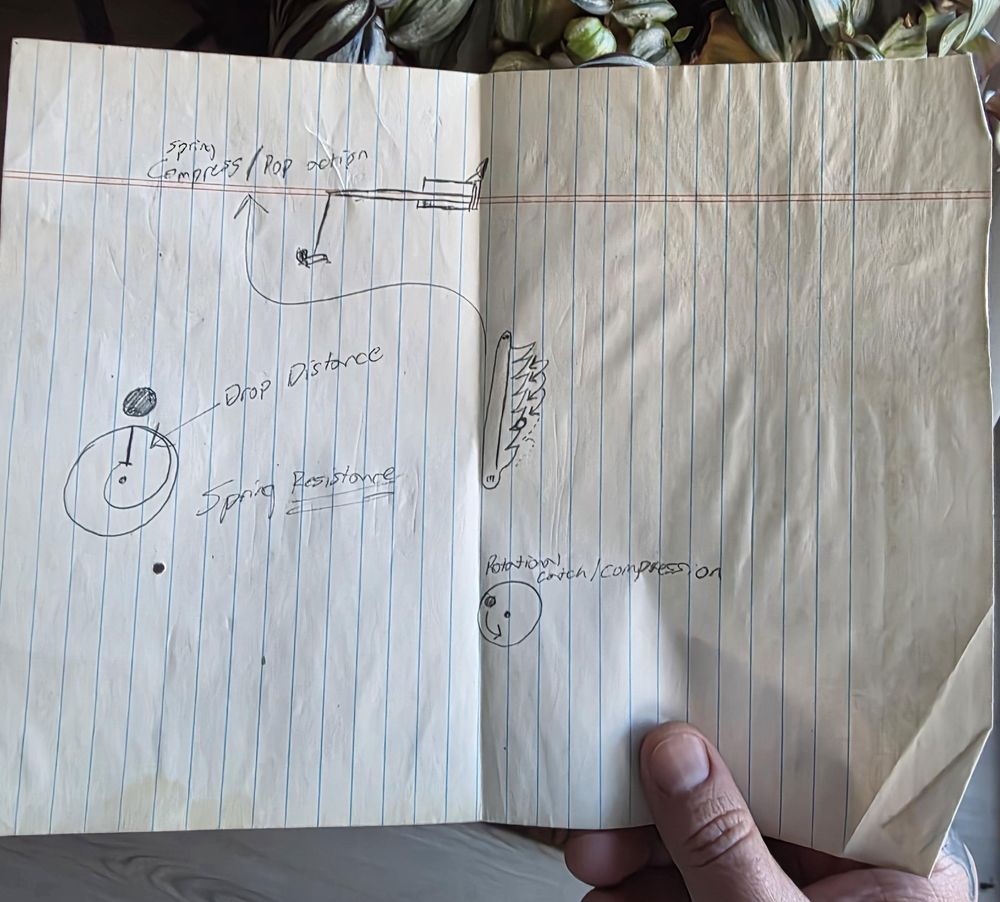 Spring
Compress/Pop action
Drop Distance
Spring Resistance
Rotational
catch/compression